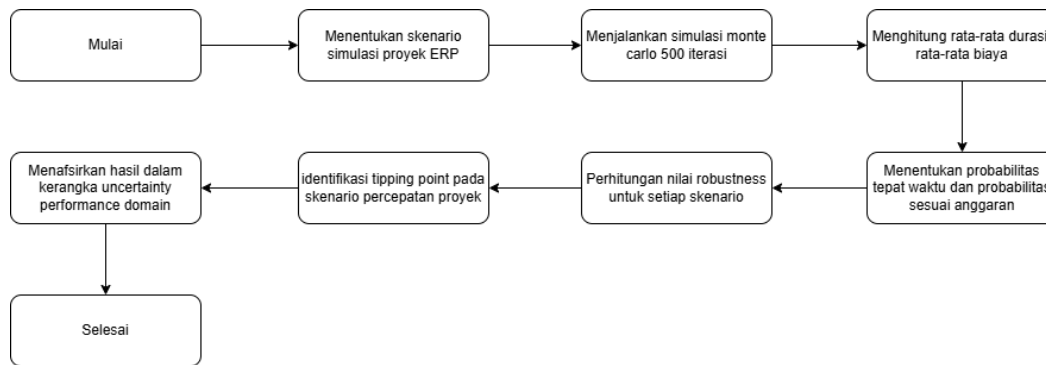 Mulai
Menentukan skenario
simulasi proyek ERP
Menjalankan simulasi monte
carlo 500 iterasi
Menghitung rata-rata durasi
rata-rata biaya
Menentukan probabilitas
tepat waktu dan probabilitas
sesuai anggaran
Perhitungan nilai robustness
untuk setiap skenario
identifikasi tipping point pada
skenario percepatan proyek
Menafsirkan hasil dalam
kerangka uncertainty
performance domain
Selesai